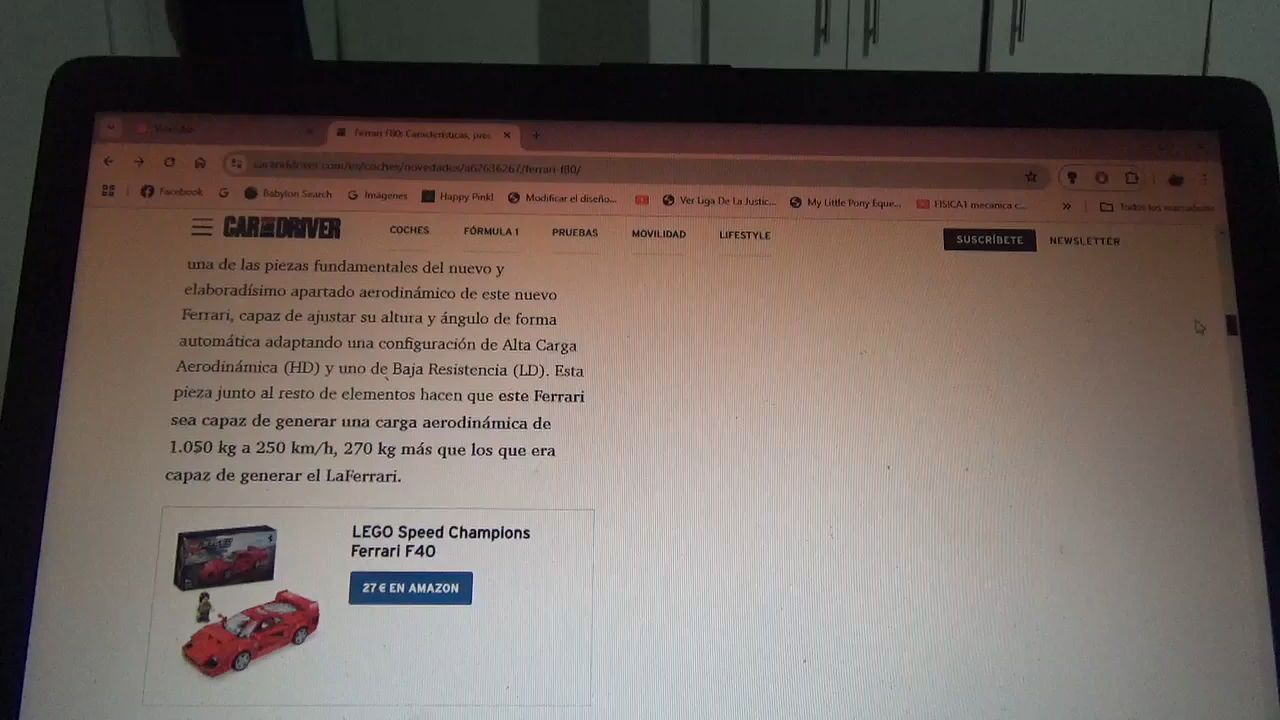 YouTube
Ferrari F80: Características, prec
caranddriver.com/es/coches/novedades/a62636267/ferrari-f80/
Facebook
Babylon Search
Imágenes
Happy Pink!
Modificar el diseño...
Ver Liga De La Justic...
My Little Pony Eque...
FISICA1 mecanica c...
»
Todos los marcadores
CAR AND DRIVER
COCHES
FÓRMULA 1
PRUEBAS
MOVILIDAD
LIFESTYLE
SUSCRÍBETE
NEWSLETTER
una de las piezas fundamentales del nuevo y
elaboradísimo apartado aerodinámico de este nuevo
Ferrari, capaz de ajustar su altura y ángulo de forma
automática adaptando una configuración de Alta Carga
Aerodinámica (HD) y uno de Baja Resistencia (LD). Esta
pieza junto al resto de elementos hacen que este Ferrari
sea capaz de generar una carga aerodinámica de
1.050 kg a 250 km/h, 270 kg más que los que era
capaz de generar el LaFerrari.
LEGO Speed Champions
Ferrari F40
27 € EN AMAZON